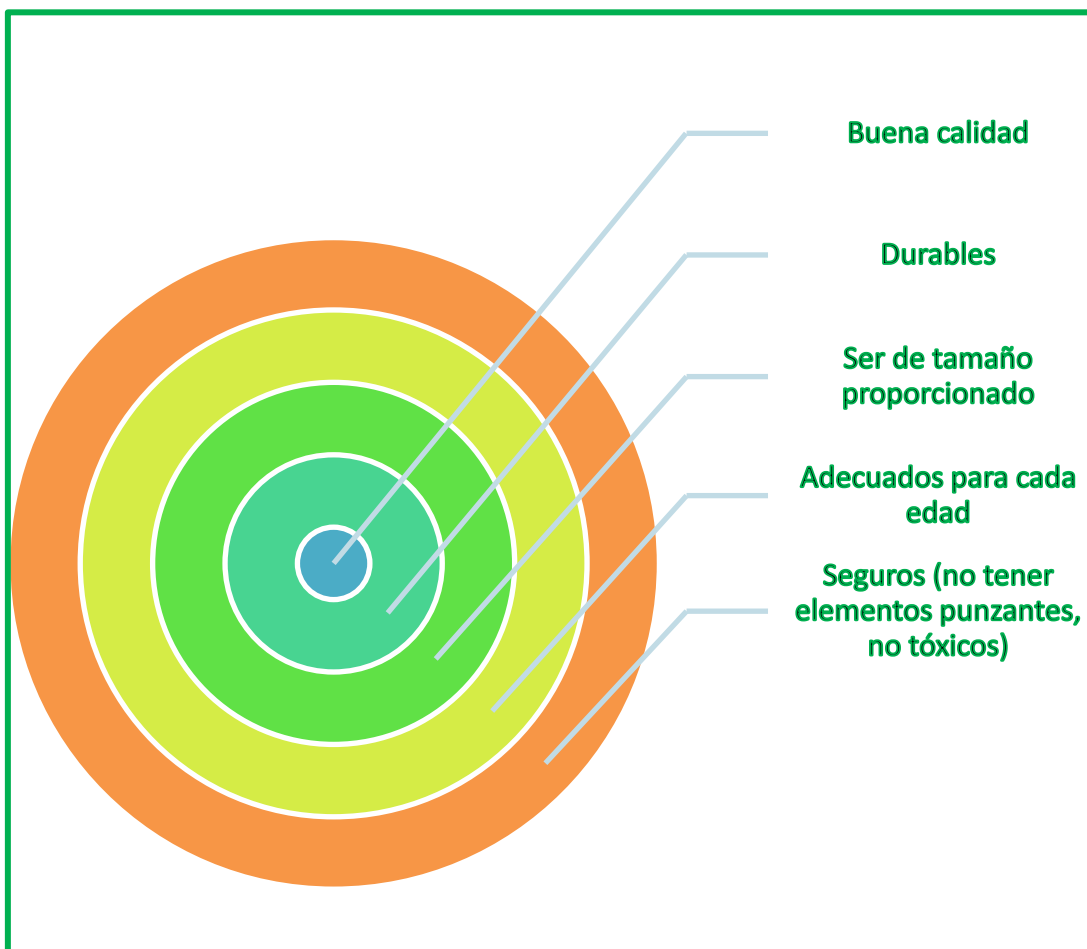 Buena calidad
Durables
Ser de tamaño
proporcionado
Adecuados para cada
edad
Seguros (no tener
elementos punzantes,
no tóxicos)